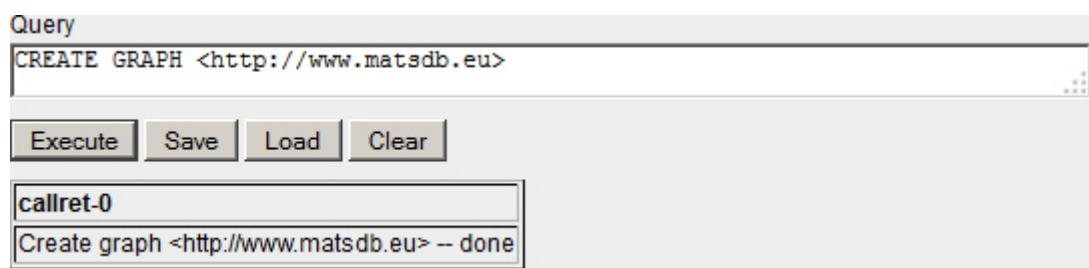 Query
CREATE GRAPH <http://www.matsdb.eu>
Execute Save Load Clear
callret-0
Create graph <http://www.matsdb.eu> -- done